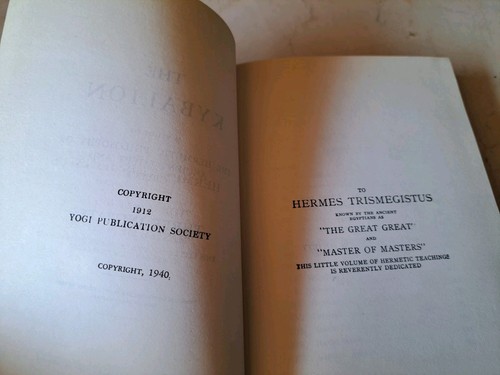 COPYRIGHT
1912
YOGI PUBLICATION SOCIETY
COPYRIGHT, 1940,
TO
HERMES TRISMEGISTUS
KNOWN BY THE ANCIENT
EGYPTIANS AS
"THE GREAT GREAT"
AND
"MASTER OF MASTERS"
THIS LITTLE VOLUME OF HERMETIC TEACHINGS
IS REVERENTLY DEDICATED